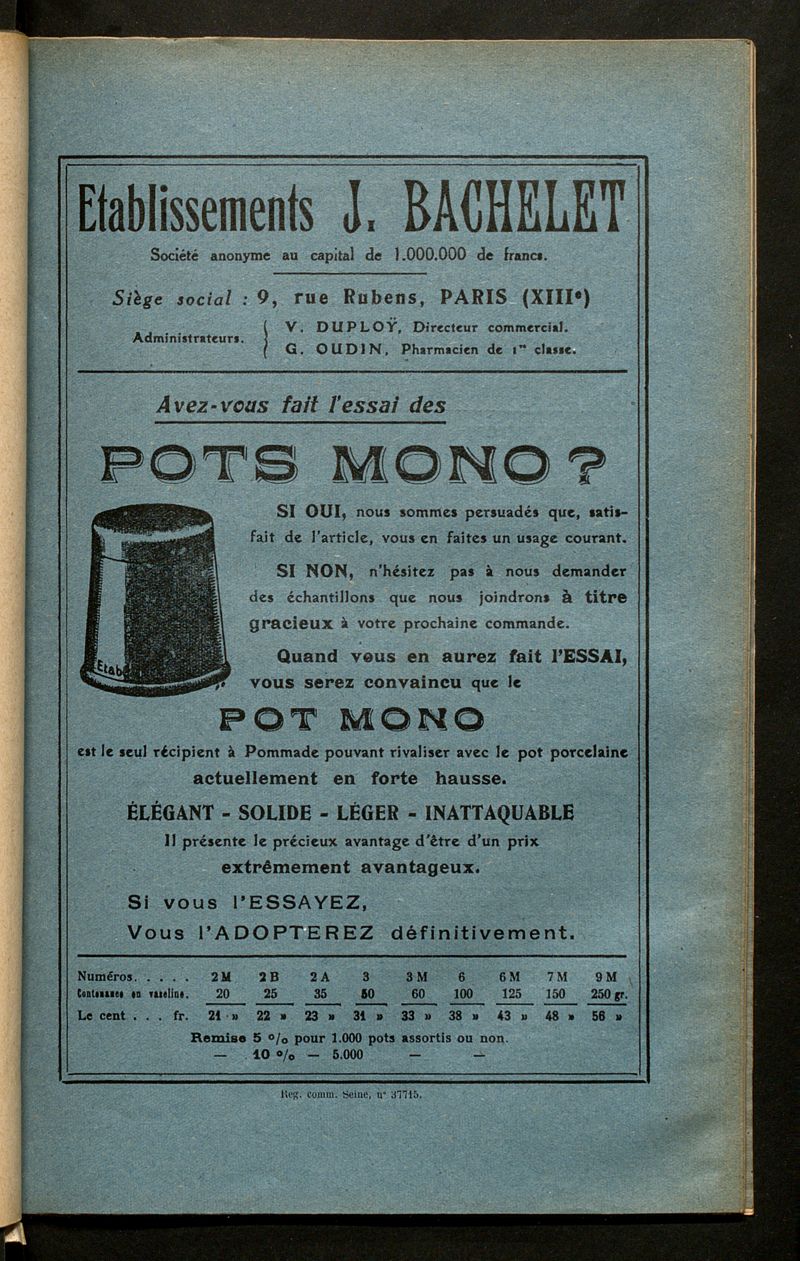 Etablissements J. BACHELET
Société anonyme au capital de 1.000.000 de francs.
Siège social : 9, rue Rubens, PARIS (XIIIe)
Administrateurs.
V. DUPLOŸ, Directeur commercial.
G. OUDIN, Pharmacien de 1re classe.
Avez-vous fait l'essai des
POTS MONO ?
SI OUI, nous sommes persuadés que, satis-
fait de l'article, vous en faites un usage courant.
SI NON, n'hésitez pas à nous demander
des échantillons que nous joindrons à titre
gracieux à votre prochaine commande.
Quand vous en aurez fait l'ESSAI,
vous serez convaincu que le
Etab
POT MONO
est le seul récipient à Pommade pouvant rivaliser avec le pot porcelaine
actuellement en forte hausse.
ÉLÉGANT - SOLIDE - LÉGER - INATTAQUABLE
Il présente le précieux avantage d'être d'un prix
extrêmement avantageux.
Si vous l'ESSAYEZ,
Vous l'ADOPTEREZ définitivement.
Numéros. . . . . 2M 2B 2A 3 3M 6 6M 7M 9M
Contenances en vaseline. 20 25 35 50 60 100 125 150 250 gr.
Le cent . . . fr. 21 » 22 » 23 » 31 » 33 » 38 » 43 » 48 » 56 »
Remise 5 o/o pour 1.000 pots assortis ou non.
— 10 o/o — 5.000 — —
Reg. comm. Seine, n° 37715.